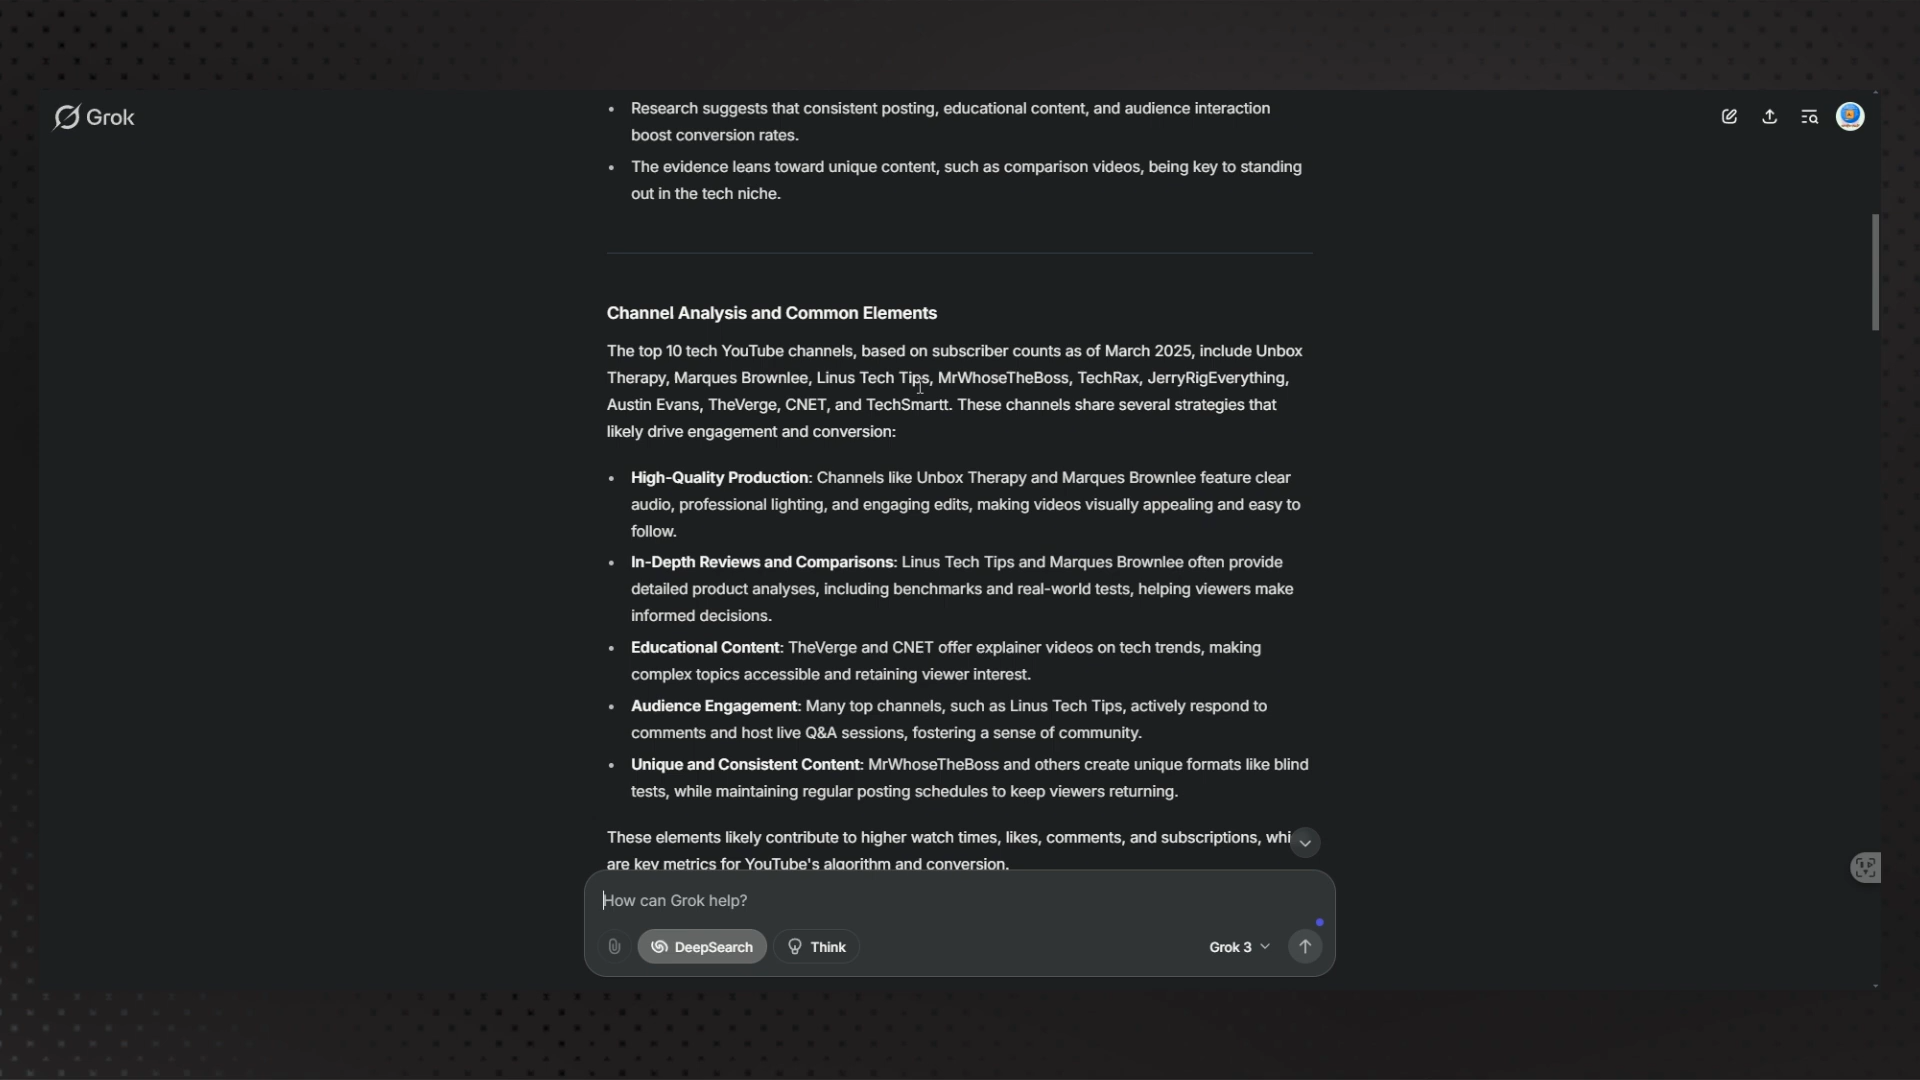 Grok
• Research suggests that consistent posting, educational content, and audience interaction
boost conversion rates.
• The evidence leans toward unique content, such as comparison videos, being key to standing
out in the tech niche.
Channel Analysis and Common Elements
The top 10 tech YouTube channels, based on subscriber counts as of March 2025, include Unbox
Therapy, Marques Brownlee, Linus Tech Tips, MrWhoseTheBoss, TechRax, JerryRigEverything,
Austin Evans, TheVerge, CNET, and TechSmartt. These channels share several strategies that
likely drive engagement and conversion:
• High-Quality Production: Channels like Unbox Therapy and Marques Brownlee feature clear
audio, professional lighting, and engaging edits, making videos visually appealing and easy to
follow.
• In-Depth Reviews and Comparisons: Linus Tech Tips and Marques Brownlee often provide
detailed product analyses, including benchmarks and real-world tests, helping viewers make
informed decisions.
• Educational Content: TheVerge and CNET offer explainer videos on tech trends, making
complex topics accessible and retaining viewer interest.
• Audience Engagement: Many top channels, such as Linus Tech Tips, actively respond to
comments and host live Q&A sessions, fostering a sense of community.
• Unique and Consistent Content: MrWhoseTheBoss and others create unique formats like blind
tests, while maintaining regular posting schedules to keep viewers returning.
These elements likely contribute to higher watch times, likes, comments, and subscriptions, whi
are key metrics for YouTube's algorithm and conversion.
How can Grok help?
DeepSearch
Think
Grok 3